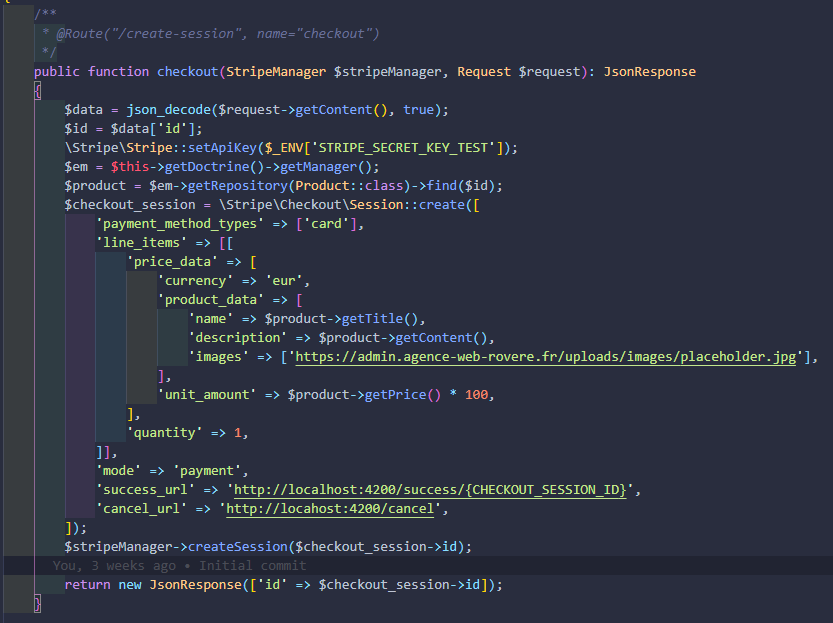 /**
* @Route("/create-session", name="checkout")
*/
public function checkout(StripeManager $stripeManager, Request $request): JsonResponse
{
$data = json_decode($request->getContent(), true);
$id = $data['id'];
\Stripe\Stripe::setApiKey($_ENV['STRIPE_SECRET_KEY_TEST']);
$em = $this->getDoctrine()->getManager();
$product = $em->getRepository(Product::class)->find($id);
$checkout_session = \Stripe\Checkout\Session::create([
'payment_method_types' => ['card'],
'line_items' => [[
'price_data' => [
'currency' => 'eur',
'product_data' => [
'name' => $product->getTitle(),
'description' => $product->getContent(),
'images' => ['https://admin.agence-web-rovere.fr/uploads/images/placeholder.jpg'],
],
'unit_amount' => $product->getPrice() * 100,
],
'quantity' => 1,
]],
'mode' => 'payment',
'success_url' => 'http://localhost:4200/success/{CHECKOUT_SESSION_ID}',
'cancel_url' => 'http://locahost:4200/cancel',
]);
$stripeManager->createSession($checkout_session->id);
You, 3 weeks ago • Initial commit
return new JsonResponse(['id' => $checkout_session->id]);
}